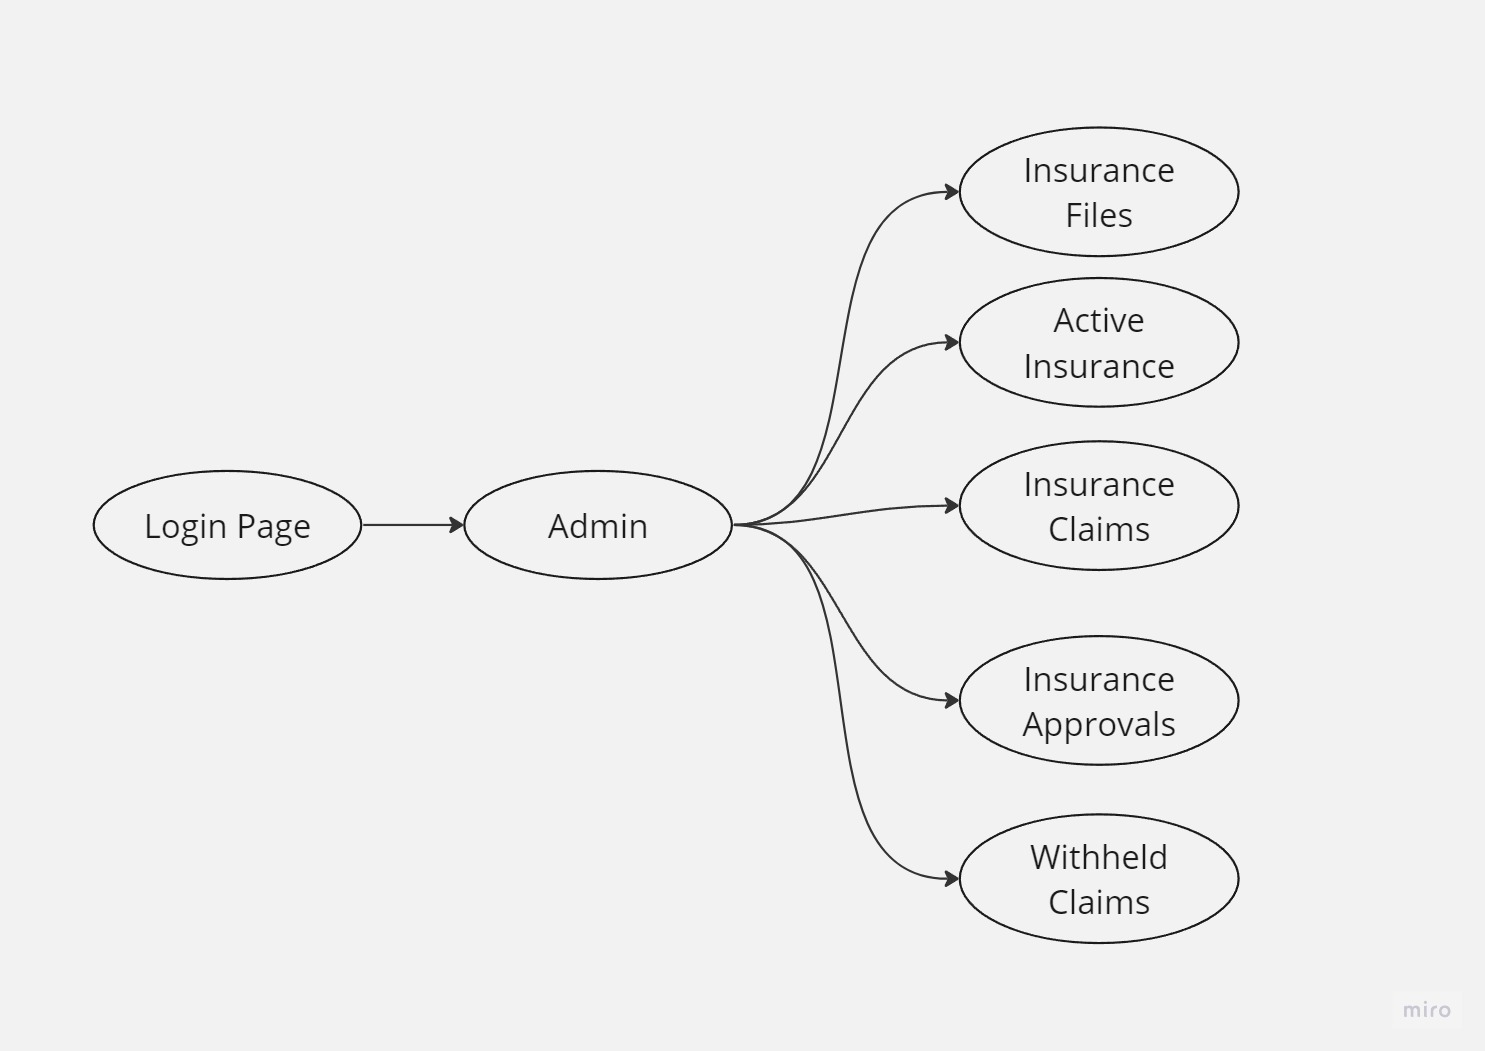 Insurance
Files
Active
Insurance
Insurance
Claims
Login Page
Admin
Insurance
Approvals
Withheld
Claims
miro